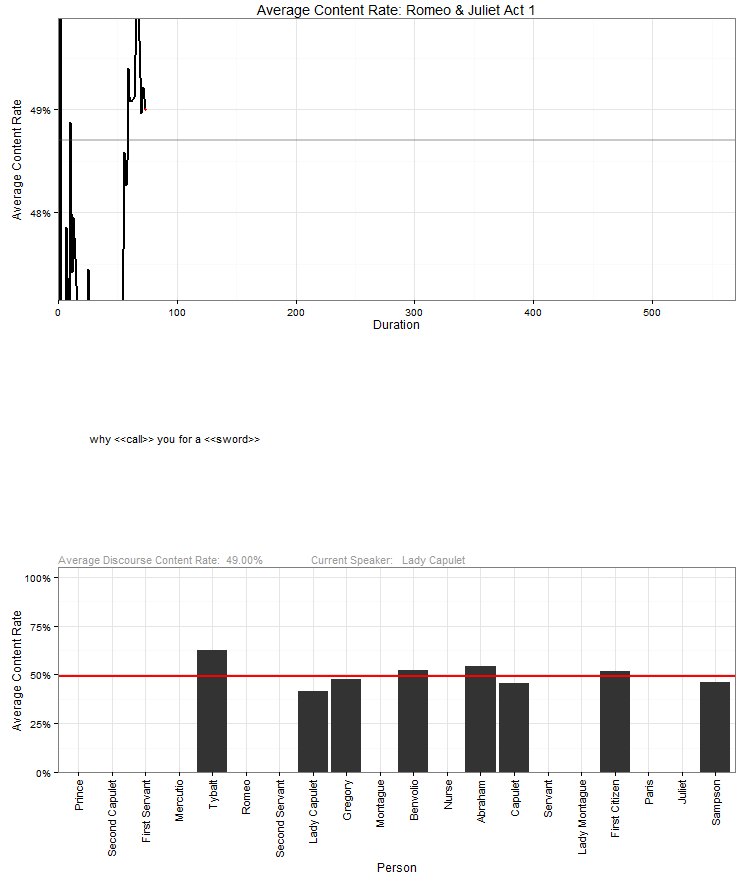 Average Content Rate: Romeo & Juliet Act 1
Average Content Rate
49%
48%
0 100 200 300 400 500
Duration
why <<call>> you for a <<sword>>
Average Discourse Content Rate: 49.00% Current Speaker: Lady Capulet
Average Content Rate
100%
75%
50%
25%
0%
Prince
Second Capulet
First Servant
Mercutio
Tybalt
Romeo
Second Servant
Lady Capulet
Gregory
Montague
Benvolio
Nurse
Abraham
Capulet
Servant
Lady Montague
First Citizen
Paris
Juliet
Sampson
Person